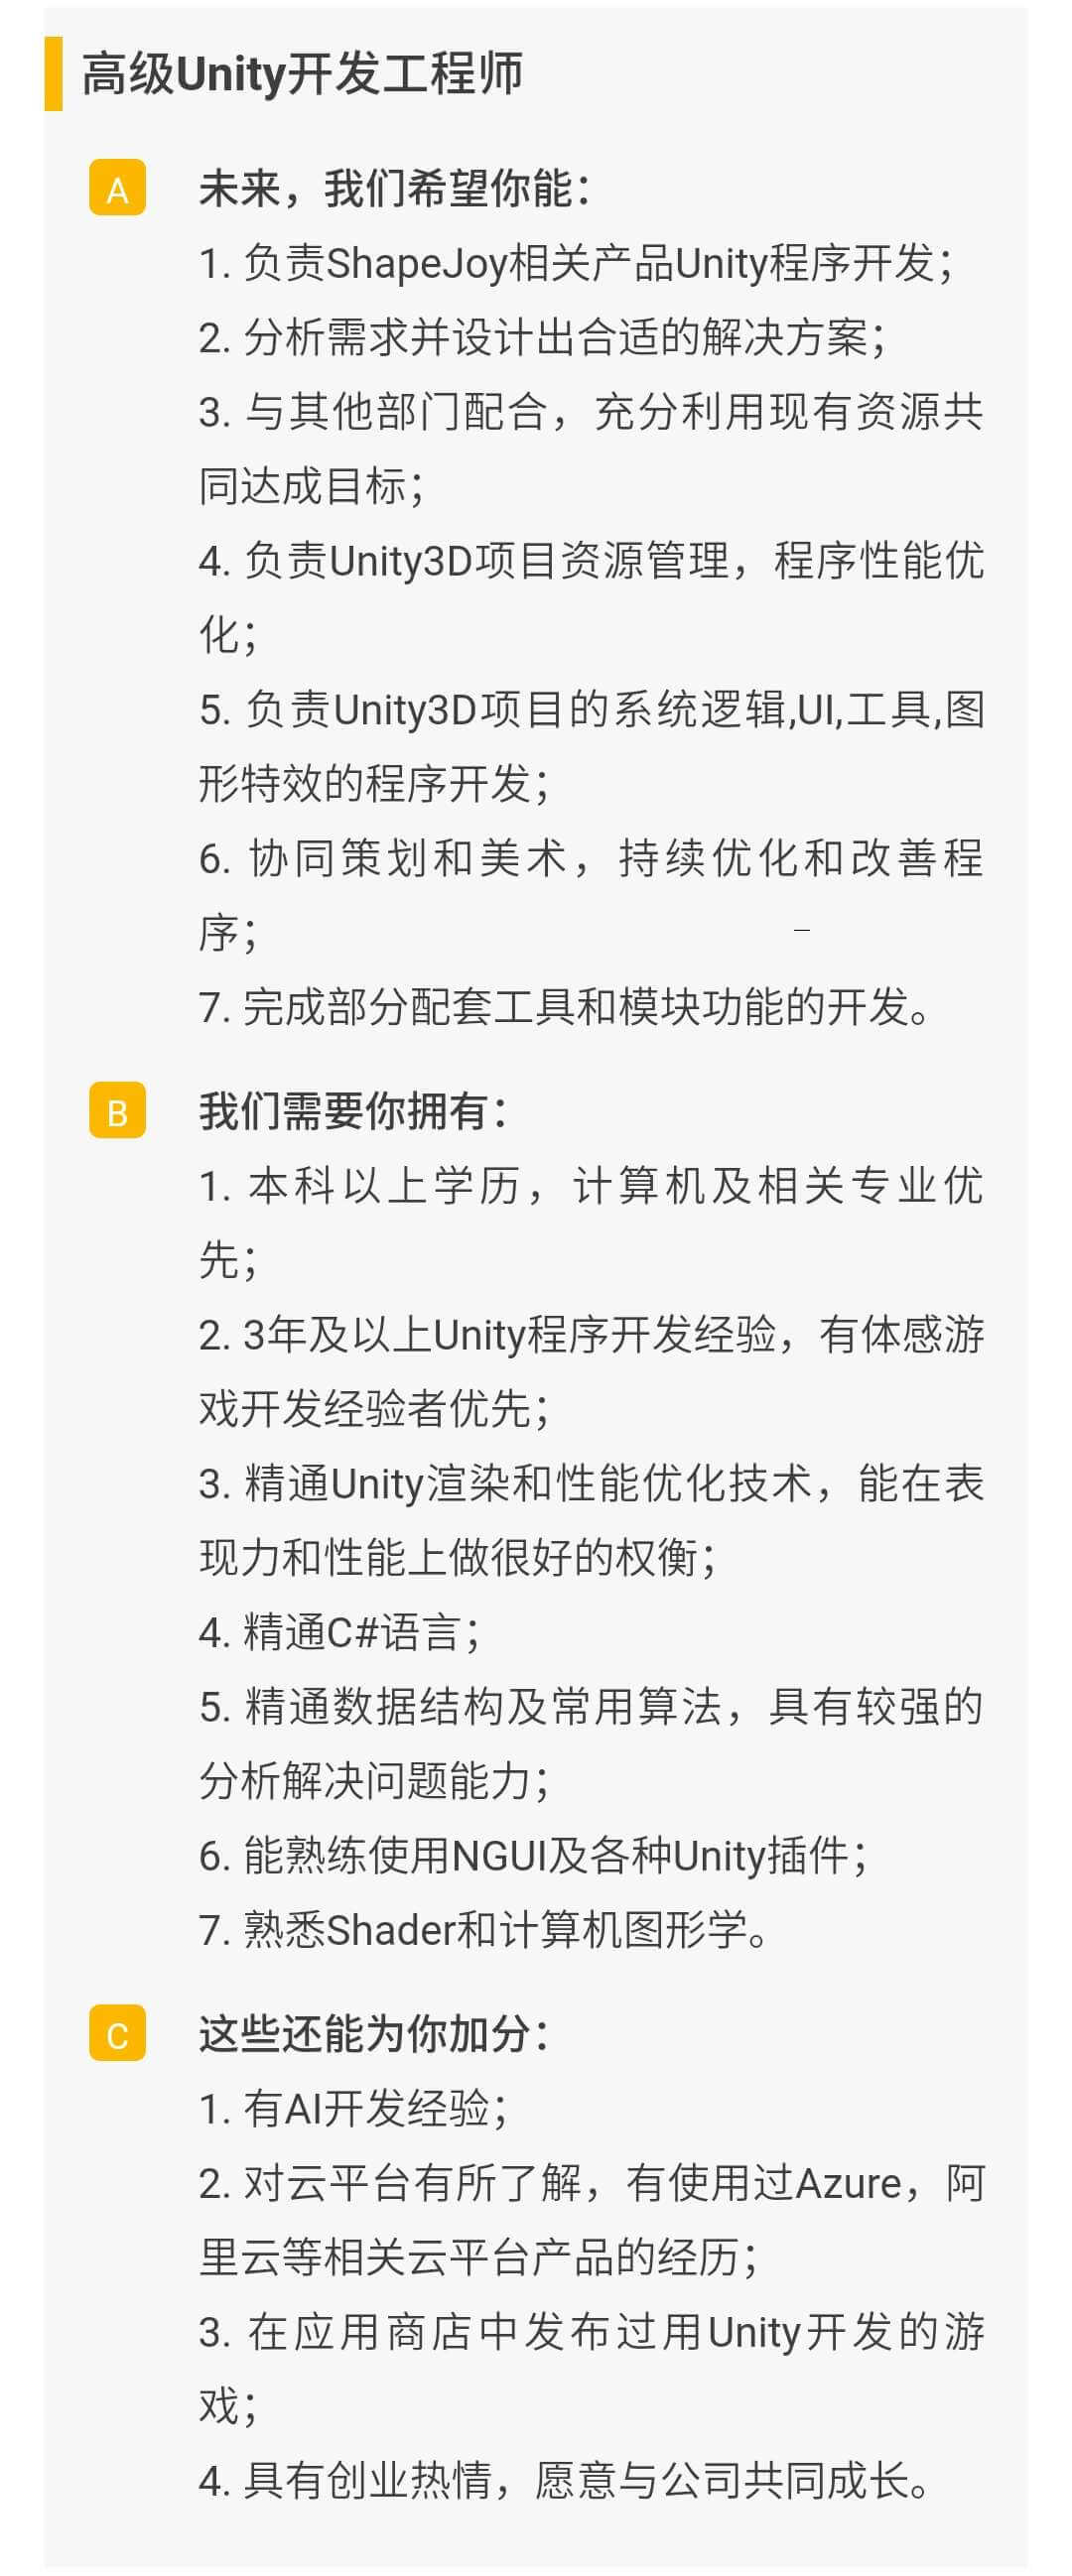 高级Unity开发工程师
A
未来，我们希望你能：
1. 负责ShapeJoy相关产品Unity程序开发；
2. 分析需求并设计出合适的解决方案；
3. 与其他部门配合，充分利用现有资源共
同达成目标；
4. 负责Unity3D项目资源管理，程序性能优
化；
5. 负责Unity3D项目的系统逻辑,UI,工具,图
形特效的程序开发；
6. 协同策划和美术，持续优化和改善程
序；
7. 完成部分配套工具和模块功能的开发。
B
我们需要你拥有：
1. 本科以上学历，计算机及相关专业优
先；
2. 3年及以上Unity程序开发经验，有体感游
戏开发经验者优先；
3. 精通Unity渲染和性能优化技术，能在表
现力和性能上做很好的权衡；
4. 精通C#语言；
5. 精通数据结构及常用算法，具有较强的
分析解决问题能力；
6. 能熟练使用NGUI及各种Unity插件；
7. 熟悉Shader和计算机图形学。
C
这些还能为你加分：
1. 有AI开发经验；
2. 对云平台有所了解，有使用过Azure，阿
里云等相关云平台产品的经历；
3. 在应用商店中发布过用Unity开发的游
戏；
4. 具有创业热情，愿意与公司共同成长。